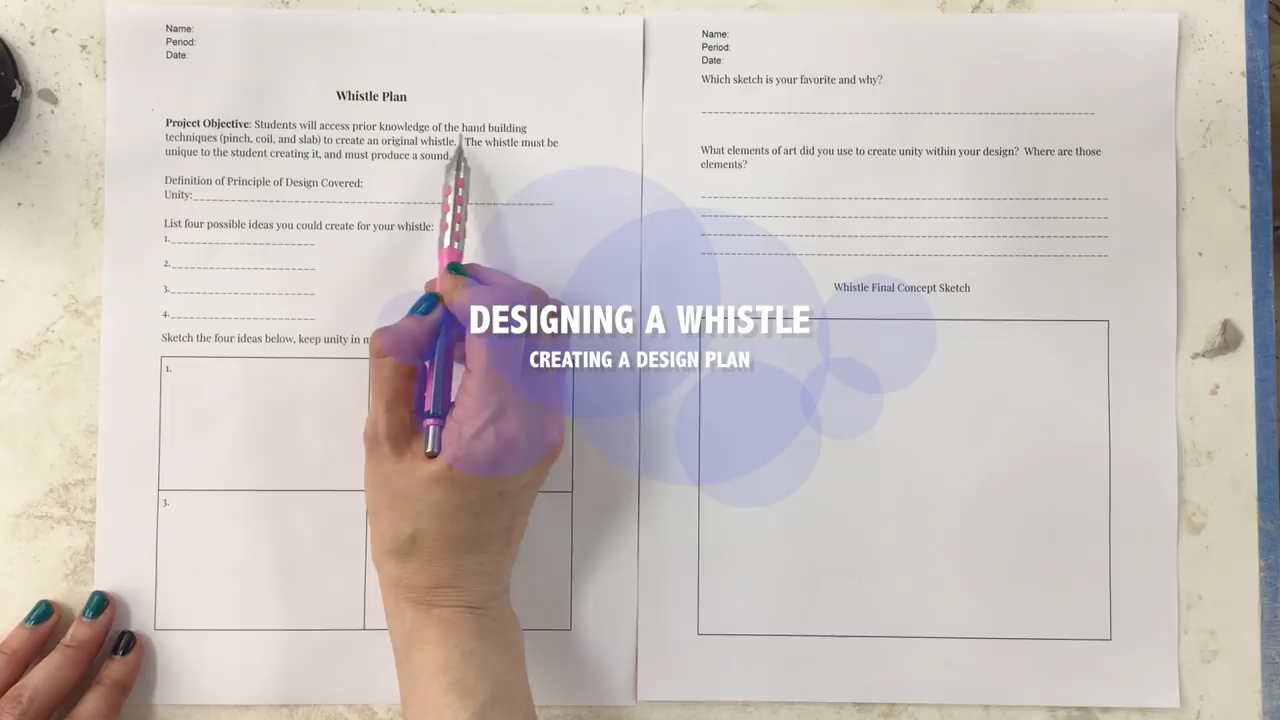 Name:
Period:
Date:
Whistle Plan
Project Objective: Students will access prior knowledge of the hand building
techniques (pinch, coil, and slab) to create an original whistle. The whistle must be
unique to the student creating it, and must produce a sound.
Definition of Principle of Design Covered:
Unity:
List four possible ideas you could create for your whistle:
1.
2.
3.
4.
Sketch the four ideas below, keep unity in
1.
3.
Name:
Period:
Date:
Which sketch is your favorite and why?
What elements of art did you use to create unity within your design? Where are those
elements?
Whistle Final Concept Sketch
DESIGNING A WHISTLE
CREATING A DESIGN PLAN